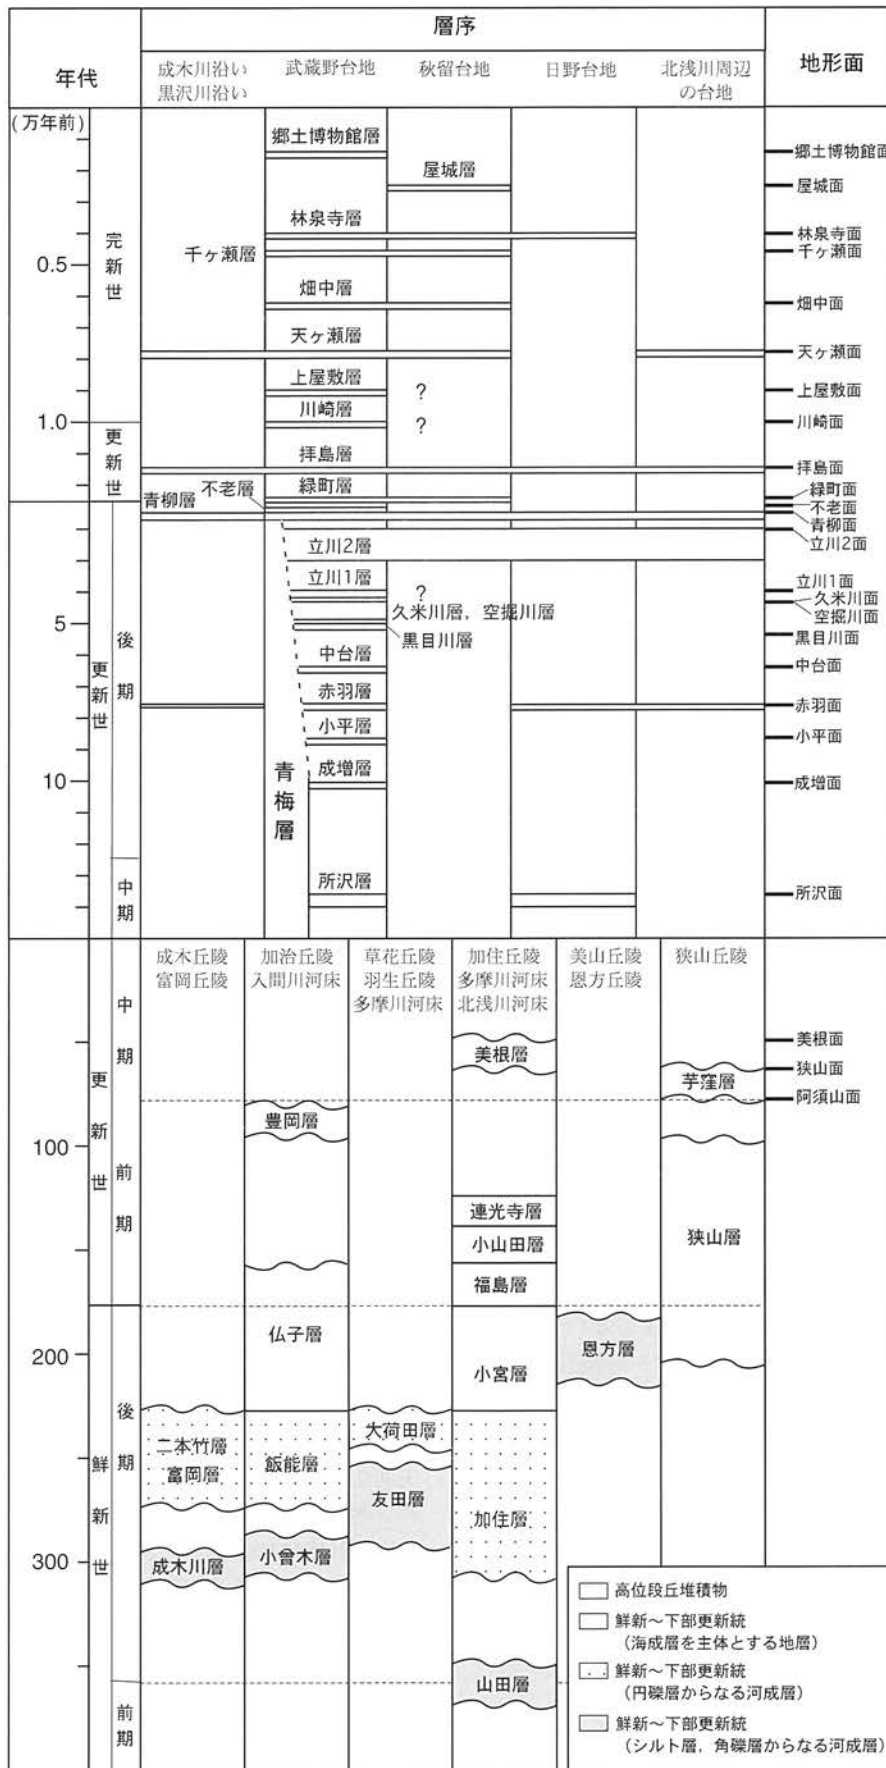 層序
年代
成木川沿い
黒沢川沿い
武蔵野台地
秋留台地
日野台地
北浅川周辺
の台地
地形面
(万年前)
郷土博物館層
郷土博物館面
屋城層
屋城面
完新世
林泉寺層
林泉寺面
千ヶ瀬層
千ヶ瀬面
0.5
畑中層
畑中面
天ヶ瀬層
天ヶ瀬面
上屋敷層
?
上屋敷面
1.0
川崎層
?
川崎面
更新世
拝島層
拝島面
緑町層
緑町面
不老層
不老面
青柳層
青柳面
立川2層
立川2面
立川1層
?
立川1面
久米川層，空掘川層
久米川面
空掘川面
5
黒目川層
黒目川面
更新世
後期
中台層
中台面
赤羽層
赤羽面
小平層
小平面
10
成増層
成増面
青梅層
中期
所沢層
所沢面
成木丘陵
富岡丘陵
加治丘陵
入間川河床
草花丘陵
羽生丘陵
多摩川河床
加住丘陵
多摩川河床
北浅川河床
美山丘陵
恩方丘陵
狭山丘陵
更新世
中期
美根層
美根面
狭山面
芋窪層
阿須山面
豊岡層
100
前期
連光寺層
小山田層
狭山層
福島層
仏子層
恩方層
200
小宮層
鮮新世
後期
二本竹層
富岡層
飯能層
大荷田層
友田層
加住層
300
成木川層
小曾木層
山田層
前期
高位段丘堆積物
鮮新～下部更新統
（海成層を主体とする地層）
鮮新～下部更新統
（円礫層からなる河成層）
鮮新～下部更新統
（シルト層，角礫層からなる河成層）